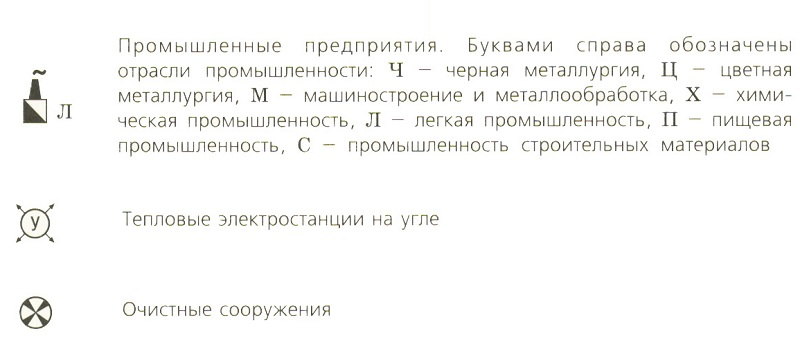 Промышленные предприятия. Буквами справа обозначены
отрасли промышленности: Ч — черная металлургия, Ц — цветная
металлургия, М — машиностроение и металлообработка, Х — хими-
Л
ческая промышленность, Л — легкая промышленность, П — пищевая
промышленность, С — промышленность строительных материалов
У
Тепловые электростанции на угле
Очистные сооружения